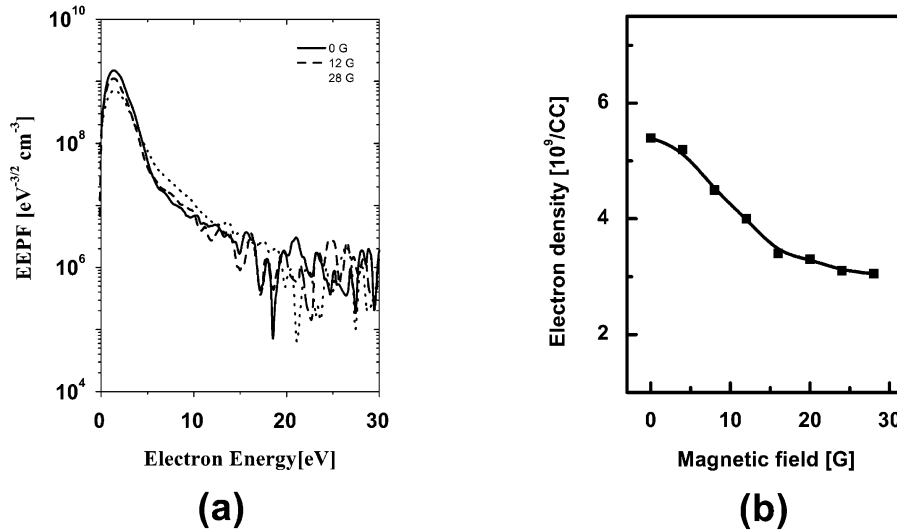 10^10
10^8
10^6
10^4
EEPF [eV^-3/2 cm^-3]
0 G
12 G
28 G
0
10
20
30
Electron Energy[eV]
(a)
6
4
2
Electron density [10^9/CC]
0
10
20
30
Magnetic field [G]
(b)